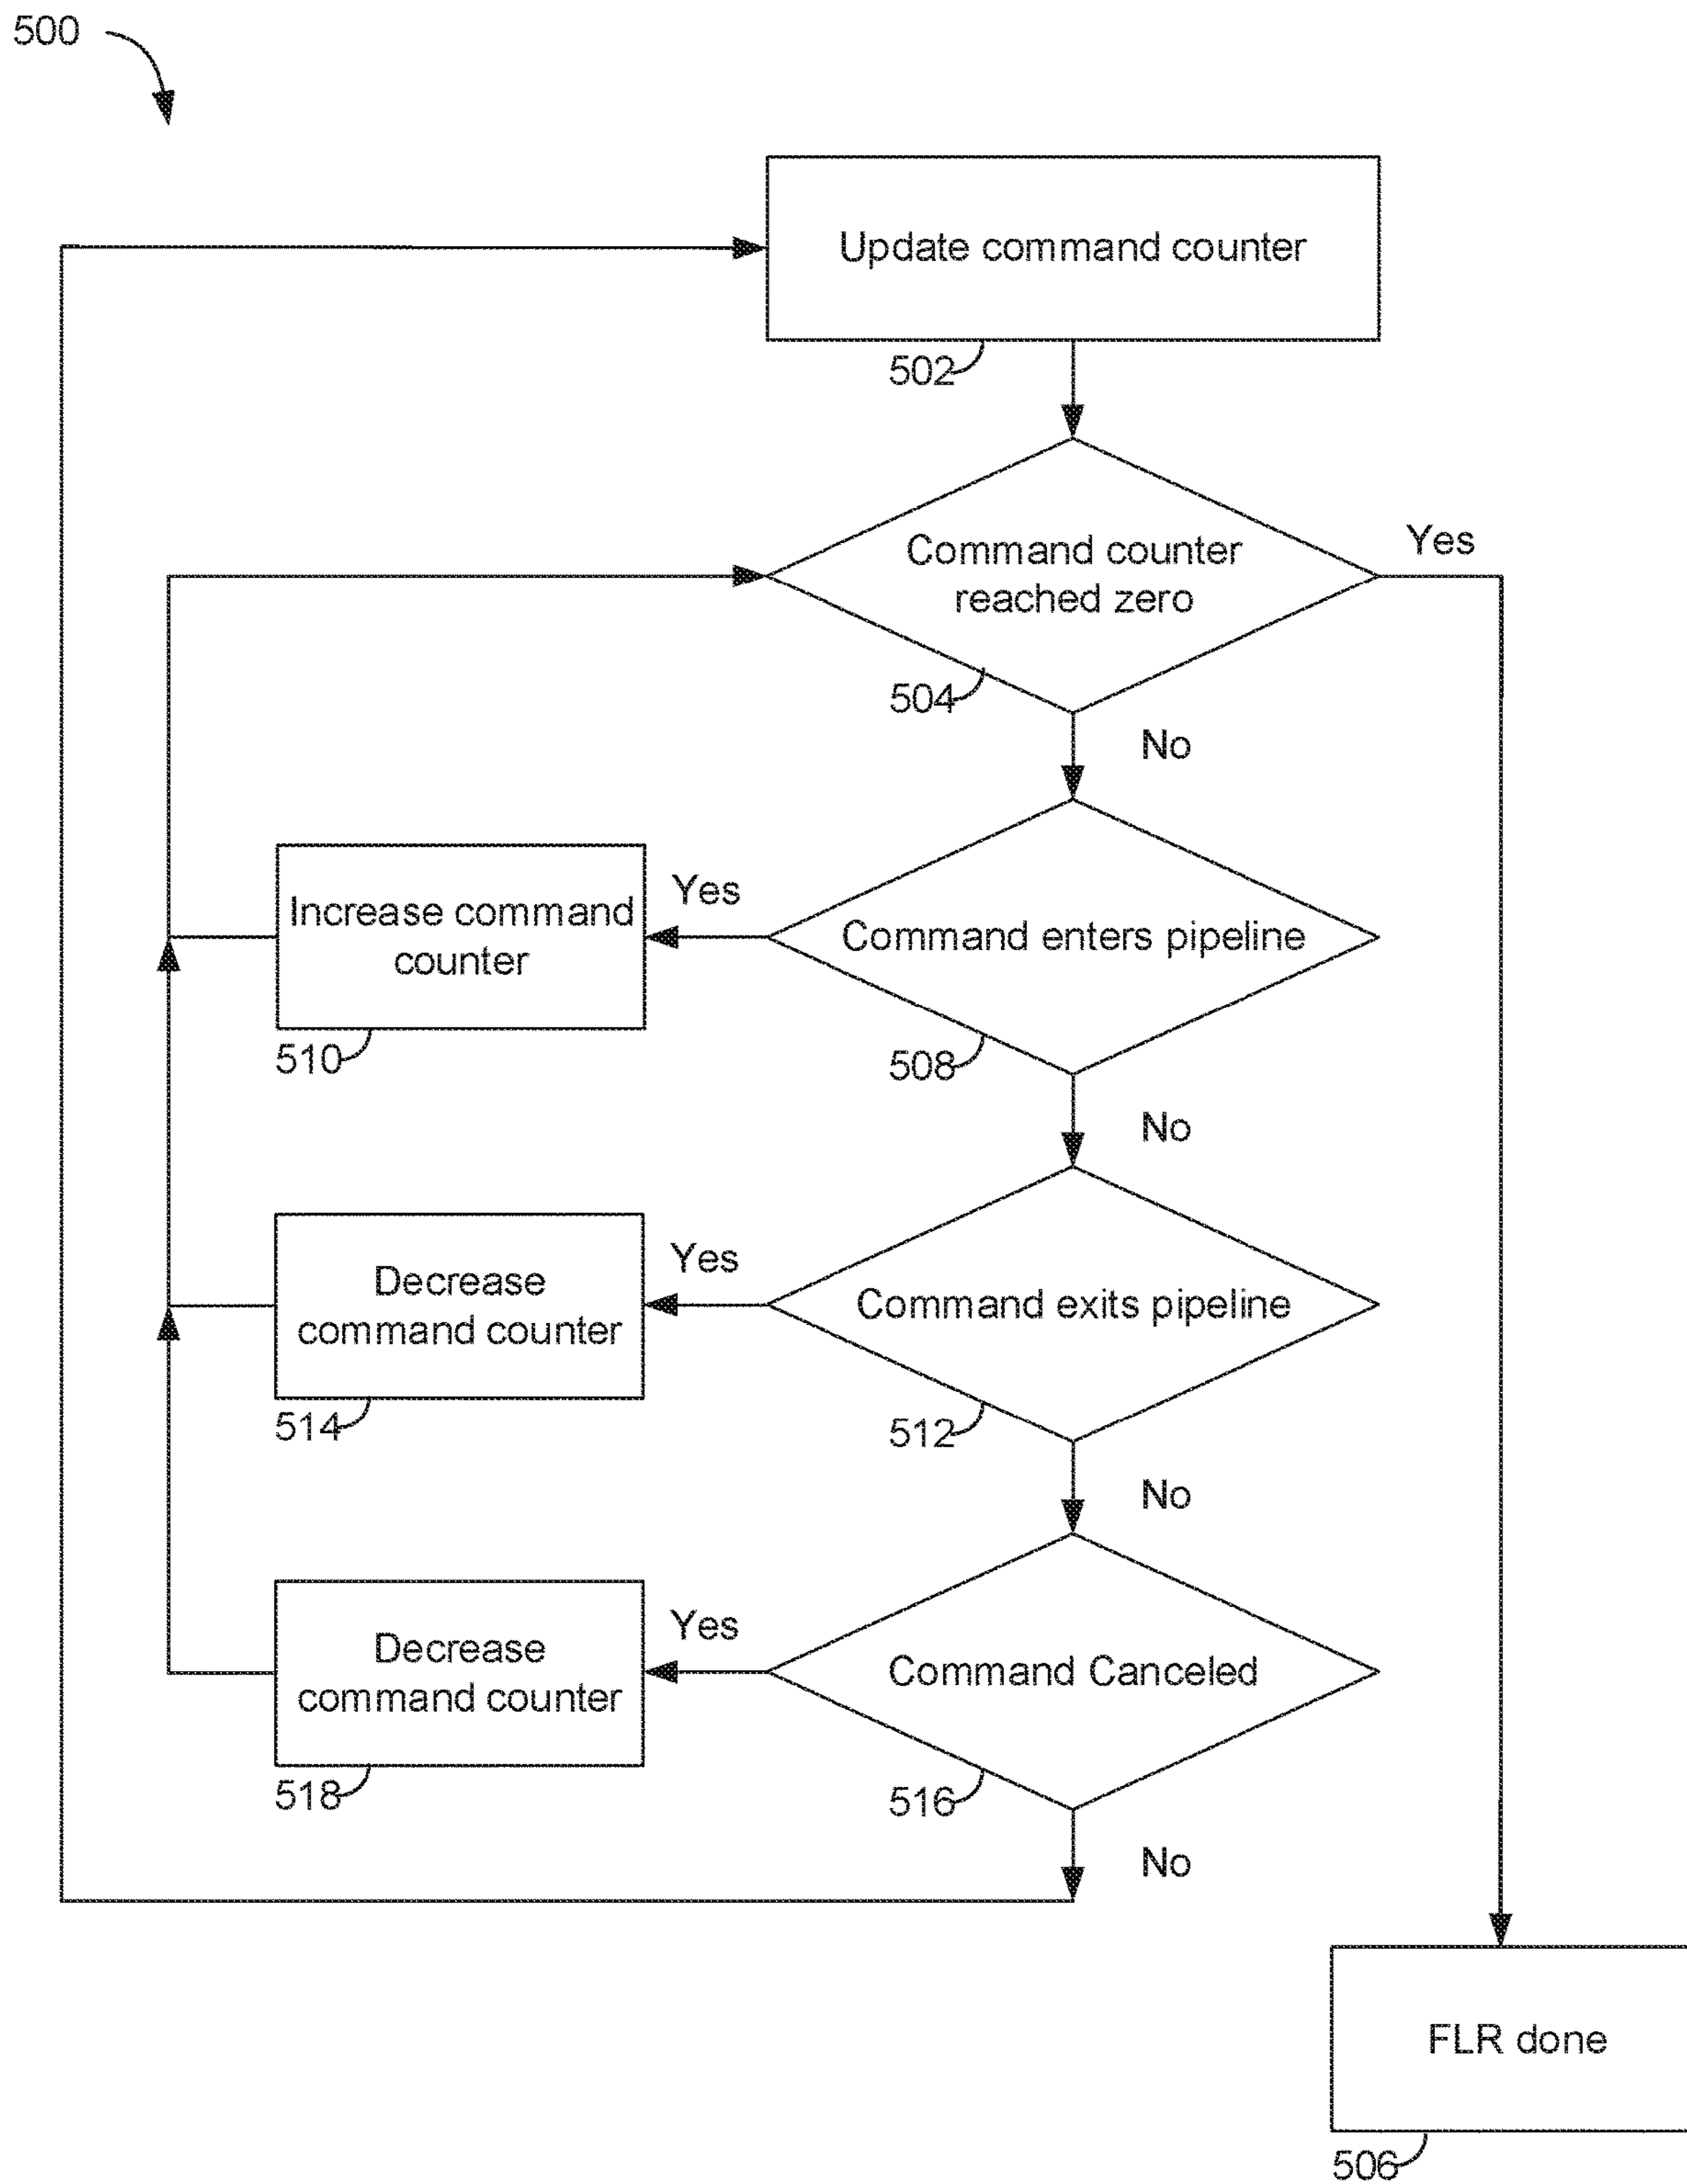 500
Update command counter
502
Command counter
reached zero
Yes
504
No
Increase command
counter
Yes
Command enters pipeline
510
508
No
Decrease
command counter
Yes
Command exits pipeline
514
512
No
Decrease
command counter
Yes
Command Canceled
518
516
No
FLR done
506